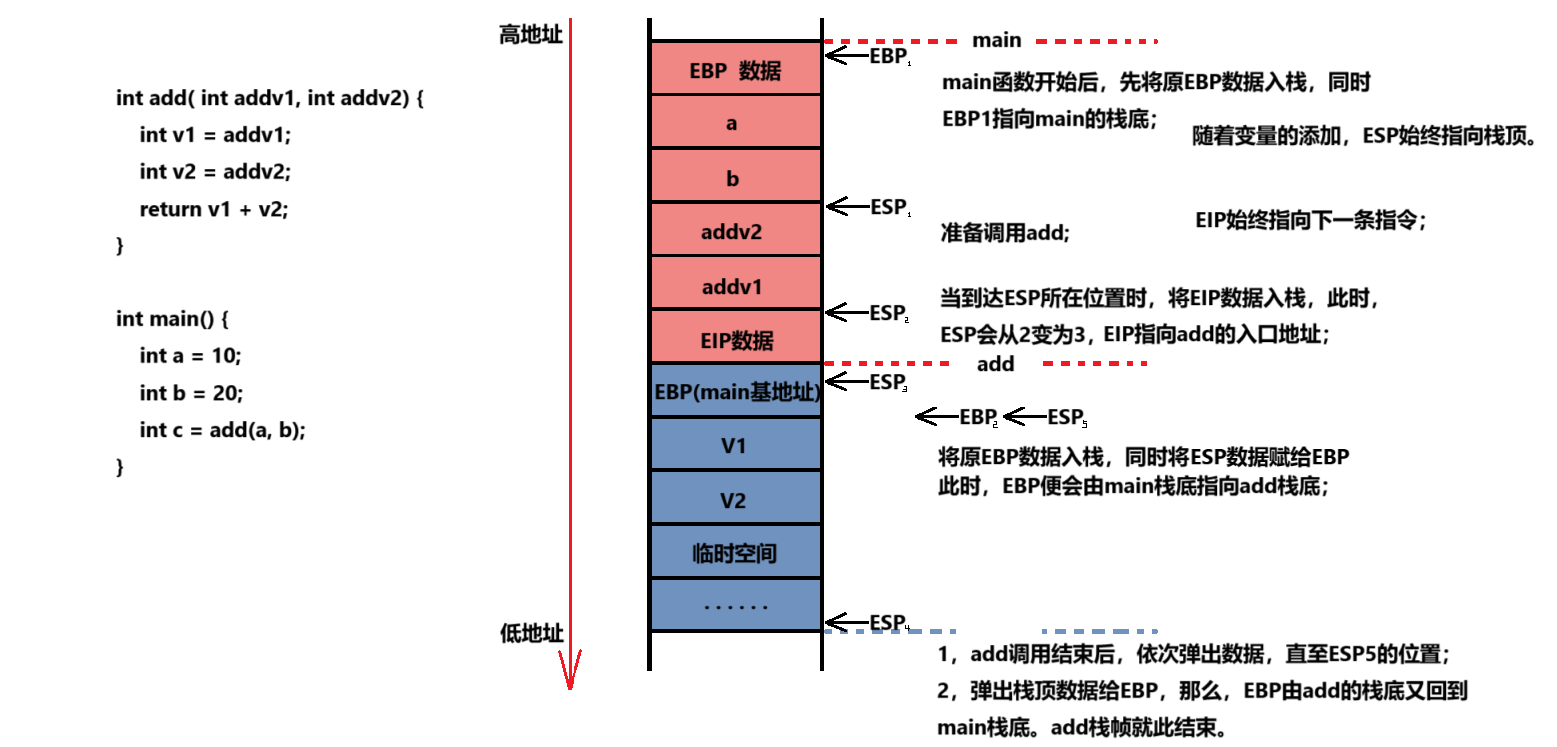 高地址
int add( int addv1, int addv2) {
int v1 = addv1;
int v2 = addv2;
return v1 + v2;
}
int main() {
int a = 10;
int b = 20;
int c = add(a, b);
}
低地址
EBP 数据
a
b
addv2
addv1
EIP数据
EBP(main基地址)
V1
V2
临时空间
······
EBP1
ESP1
ESP2
ESP3
EBP2
ESP5
ESP4
main
main函数开始后，先将原EBP数据入栈，同时
EBP1指向main的栈底；
随着变量的添加，ESP始终指向栈顶。
准备调用add;
EIP始终指向下一条指令；
当到达ESP所在位置时，将EIP数据入栈，此时，
ESP会从2变为3，EIP指向add的入口地址；
add
将原EBP数据入栈，同时将ESP数据赋给EBP
此时，EBP便会由main栈底指向add栈底；
1，add调用结束后，依次弹出数据，直至ESP5的位置；
2，弹出栈顶数据给EBP，那么，EBP由add的栈底又回到
main栈底。add栈帧就此结束。